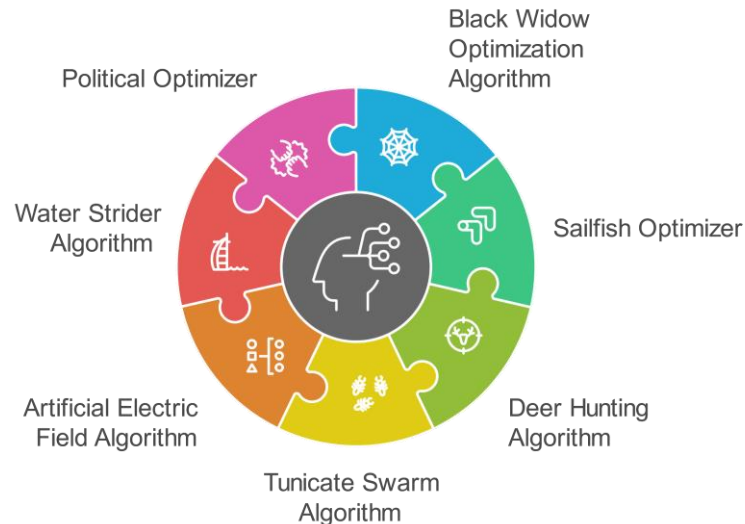 Black Widow
Optimization
Algorithm
Political Optimizer
Water Strider
Algorithm
Sailfish Optimizer
Artificial Electric
Field Algorithm
Deer Hunting
Algorithm
Tunicate Swarm
Algorithm